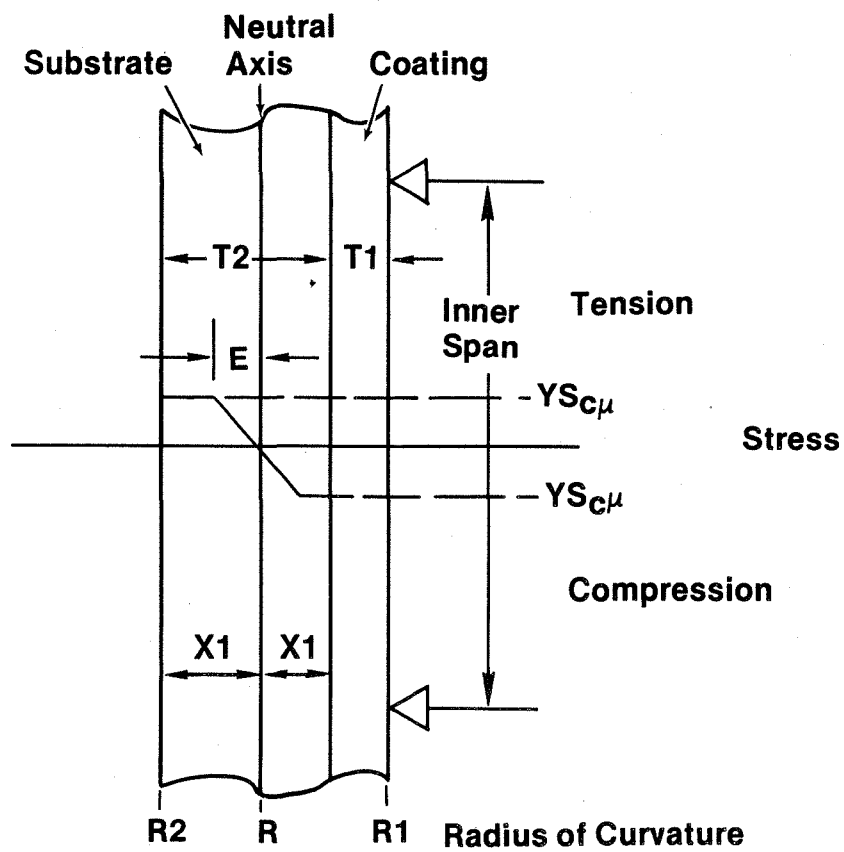 Neutral
Axis
Substrate
Coating
T2
T1
Inner
Span
Tension
E
YScμ
Stress
YScμ
Compression
X1
X1
R2
R
R1
Radius of Curvature